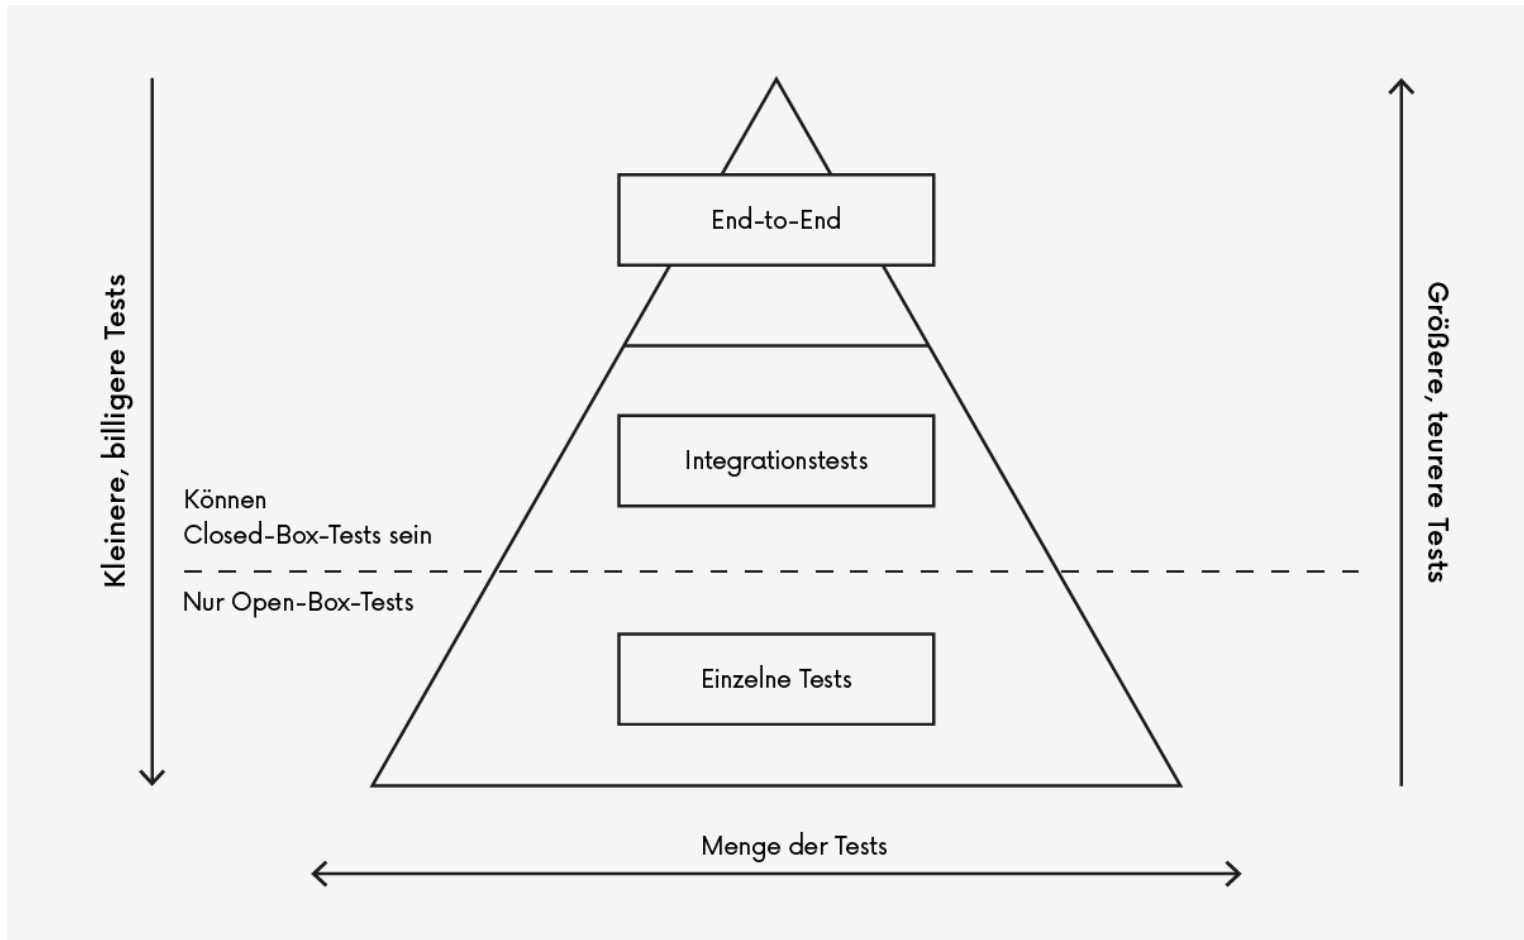 End-to-End
Kleinere, billigere Tests
Größere, teurere Tests
Integrationstests
Können
Closed-Box-Tests sein
Nur Open-Box-Tests
Einzelne Tests
Menge der Tests